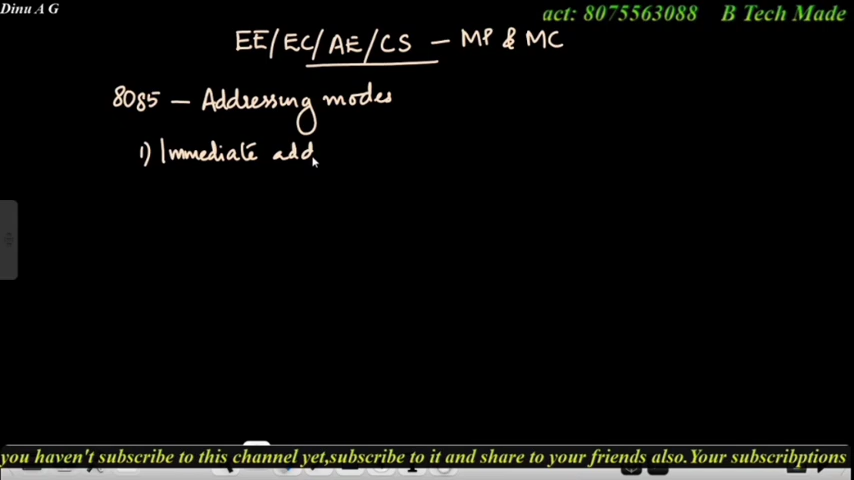 Dinu A G
act: 8075563088 B Tech Made
EE/EC/AE/CS – MP & MC
8085 – Addressing modes
1) Immediate add
you haven't subscribe to this channel yet,subscribe to it and share to your friends also.Your subscribptions